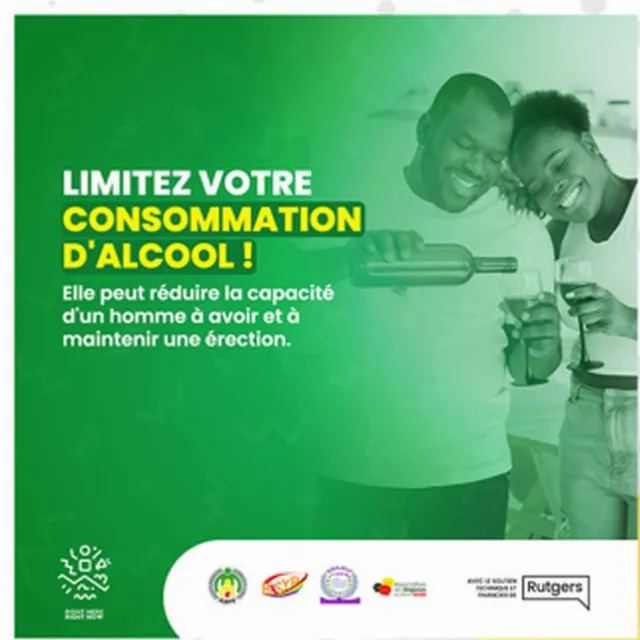 LIMITEZ VOTRE
CONSOMMATION
D'ALCOOL !
Elle peut réduire la capacité
d'un homme à avoir et à
maintenir une érection.
RIGHT HERE
RIGHT NOW
AVEC LE SOUTIEN
TECHNIQUE ET
FINANCIER DE
Rutgers